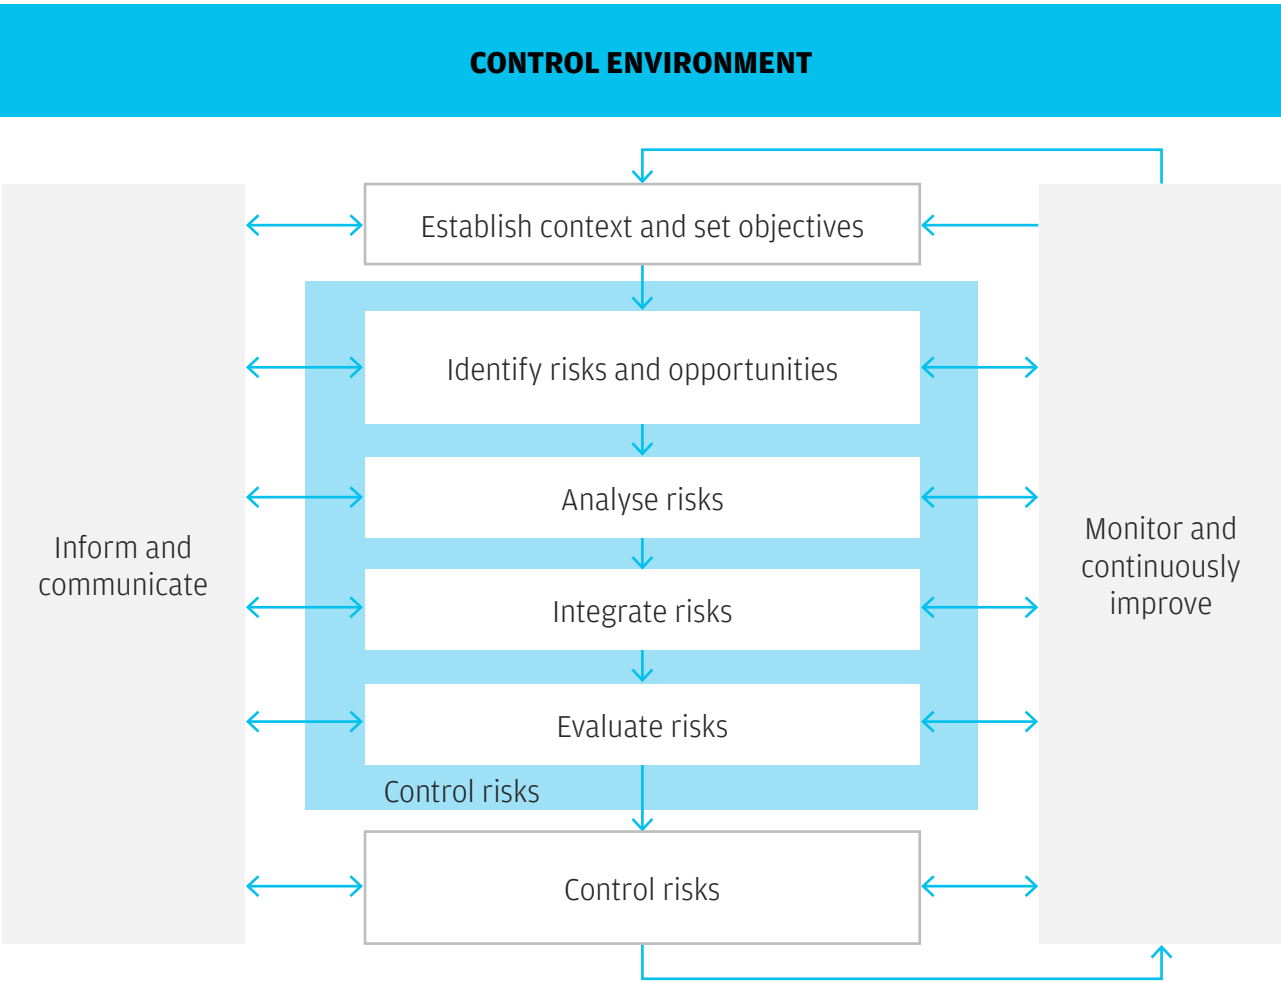 CONTROL ENVIRONMENT
Establish context and set objectives
Identify risks and opportunities
Analyse risks
Integrate risks
Evaluate risks
Control risks
Control risks
Inform and
communicate
Monitor and
continuously
improve